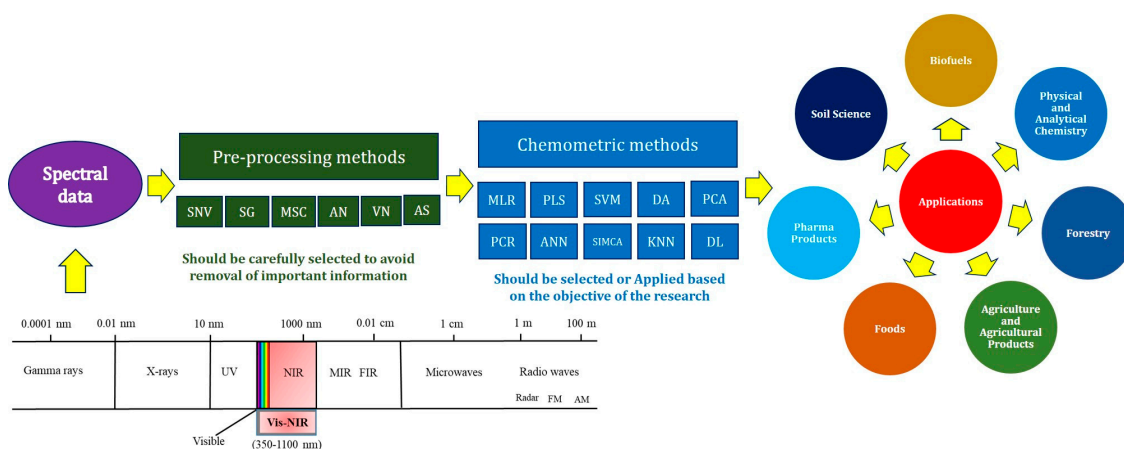 Spectral
data
Pre-processing methods
SNV
SG
MSC
AN
VN
AS
Should be carefully selected to avoid
removal of important information
Chemometric methods
MLR
PLS
SVM
DA
PCA
PCR
ANN
SIMCA
KNN
DL
Should be selected or Applied based
on the objective of the research
Biofuels
Soil Science
Physical
and
Analytical
Chemistry
Applications
Pharma
Products
Forestry
Foods
Agriculture
and
Agricultural
Products
0.0001 nm
0.01 nm
10 nm
1000 nm
0.01 cm
1 cm
1 m
100 m
Gamma rays
X-rays
UV
NIR
MIR FIR
Microwaves
Radio waves
Radar FM AM
Vis-NIR
Visible
(350-1100 nm)